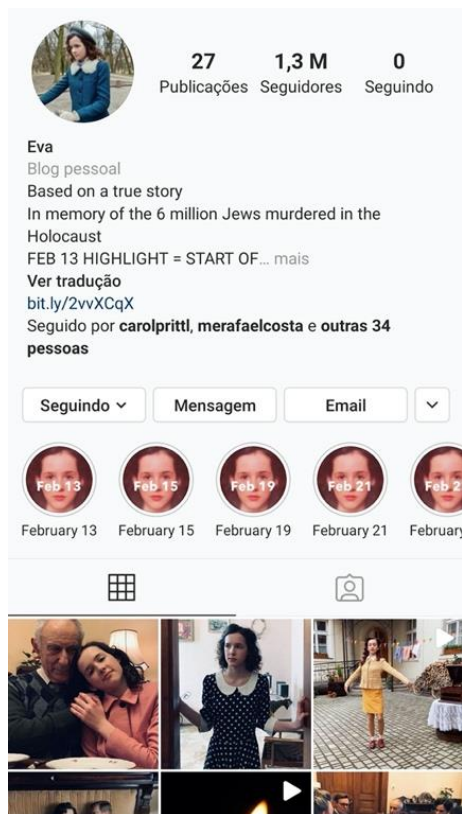 27
1,3 M
0
Publicações
Seguidores
Seguindo
Eva
Blog pessoal
Based on a true story
In memory of the 6 million Jews murdered in the
Holocaust
FEB 13 HIGHLIGHT = START OF… mais
Ver tradução
bit.ly/2vvXCqX
Seguido por carolprittl, merafaelcosta e outras 34
pessoas
Seguindo
Mensagem
Email
Feb 13
Feb 15
Feb 19
Feb 21
Feb 2
February 13
February 15
February 19
February 21
February